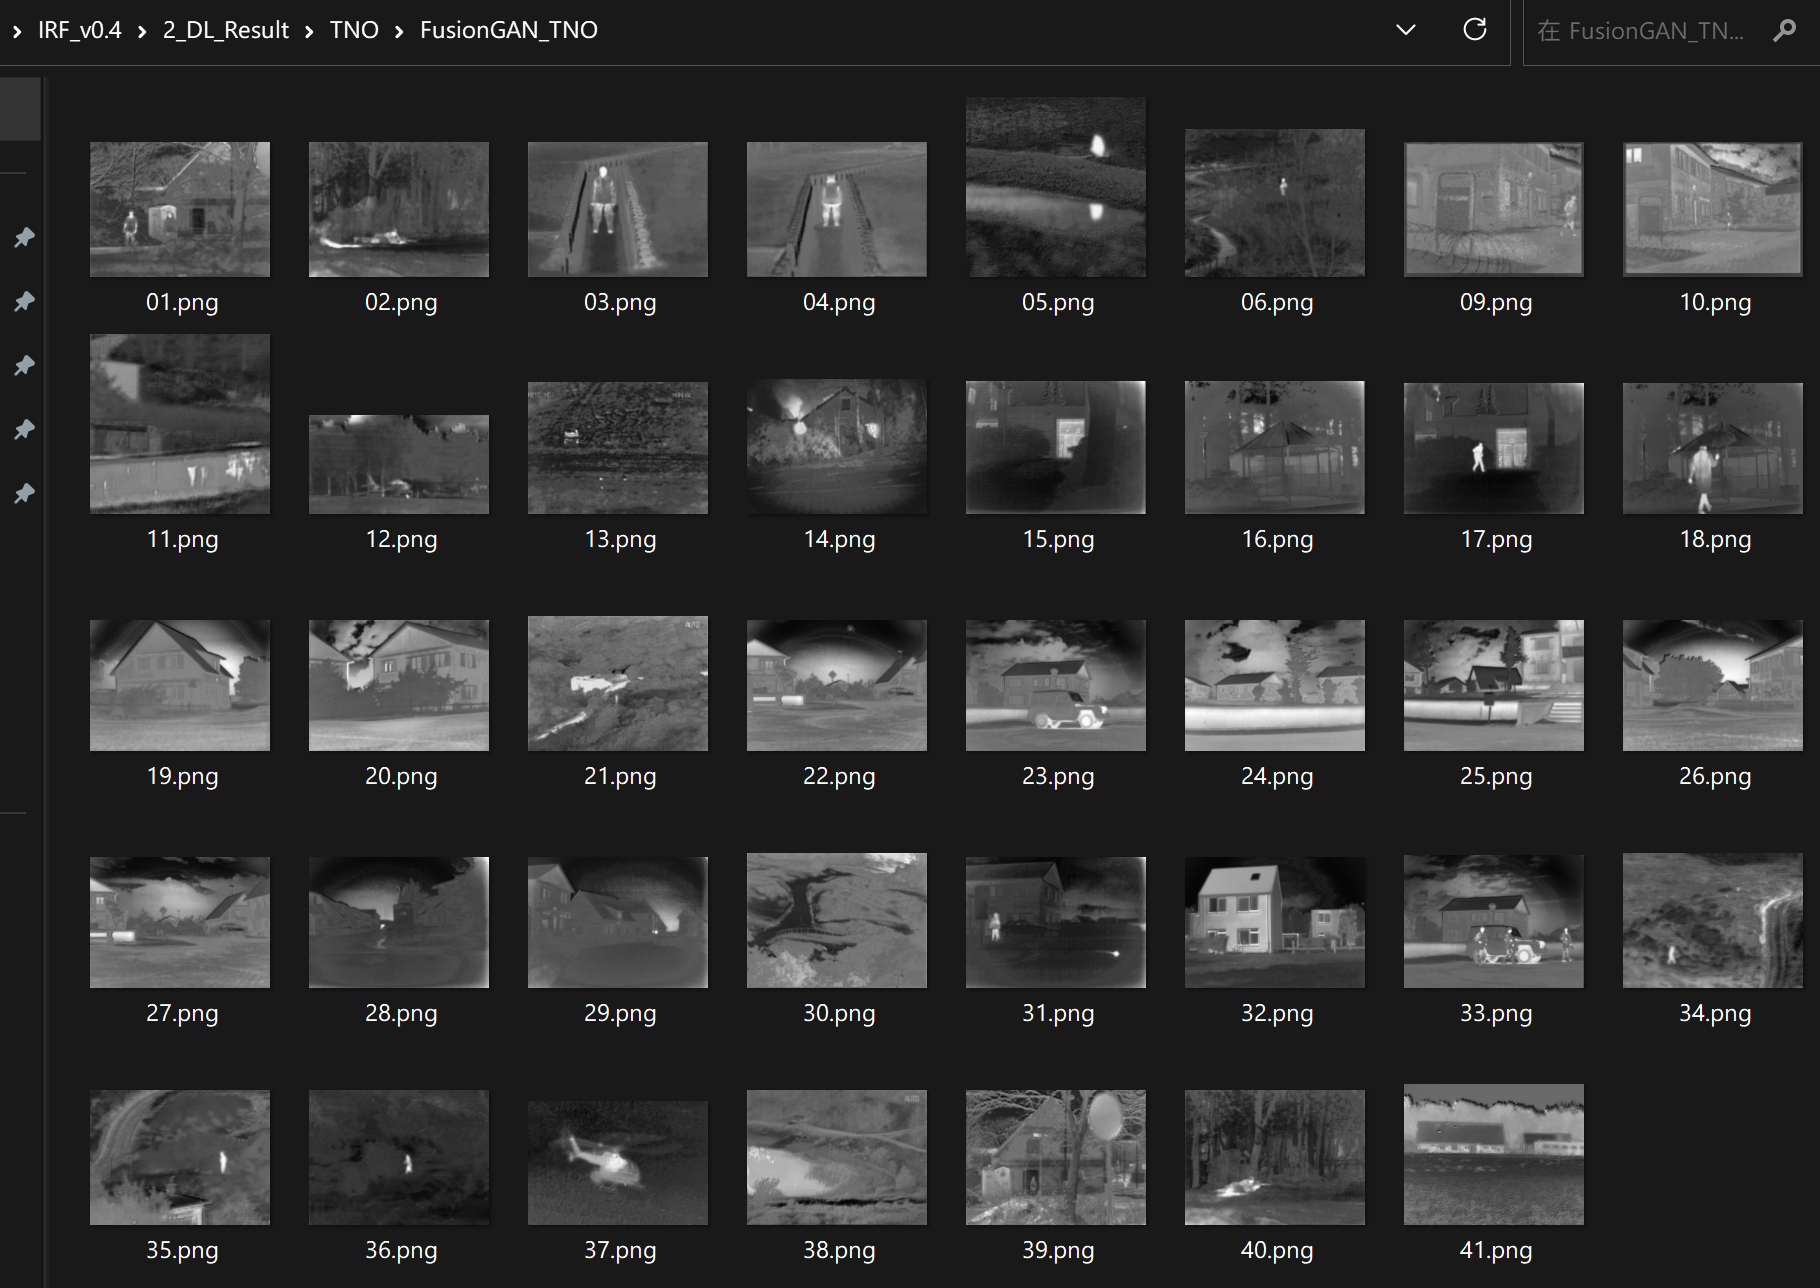 IRF_v0.4 › 2_DL_Result › TNO › FusionGAN_TNO
在 FusionGAN_TN...
01.png 02.png 03.png 04.png 05.png 06.png 09.png 10.png
11.png 12.png 13.png 14.png 15.png 16.png 17.png 18.png
AUTO
19.png 20.png 21.png 22.png 23.png 24.png 25.png 26.png
27.png 28.png 29.png 30.png 31.png 32.png 33.png 34.png
AUTO
35.png 36.png 37.png 38.png 39.png 40.png 41.png